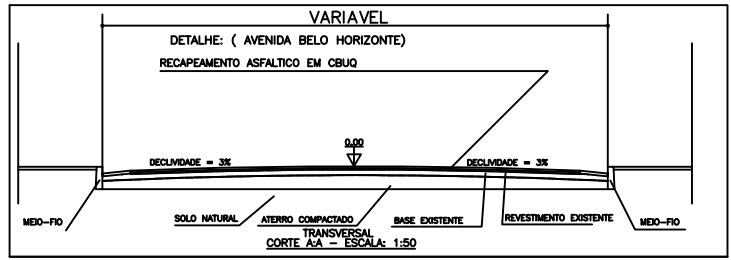 VARIAVEL
DETALHE: ( AVENIDA BELO HORIZONTE)
RECAPEAMENTO ASFALTICO EM CBUQ
0.00
DECLIVIDADE = 3%
DECLIVIDADE = 3%
MEIO-FIO
SOLO NATURAL
ATERRO COMPACTADO
BASE EXISTENTE
REVESTIMENTO EXISTENTE
MEIO-FIO
TRANSVERSAL
CORTE A:A - ESCALA: 1:50